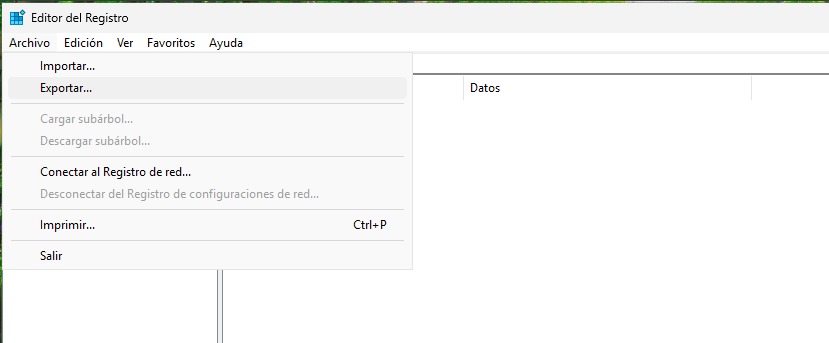 Editor del Registro
Archivo Edición Ver Favoritos Ayuda
Importar...
Exportar...
Datos
Cargar subárbol...
Descargar subárbol...
Conectar al Registro de red...
Desconectar del Registro de configuraciones de red...
Imprimir... Ctrl+P
Salir